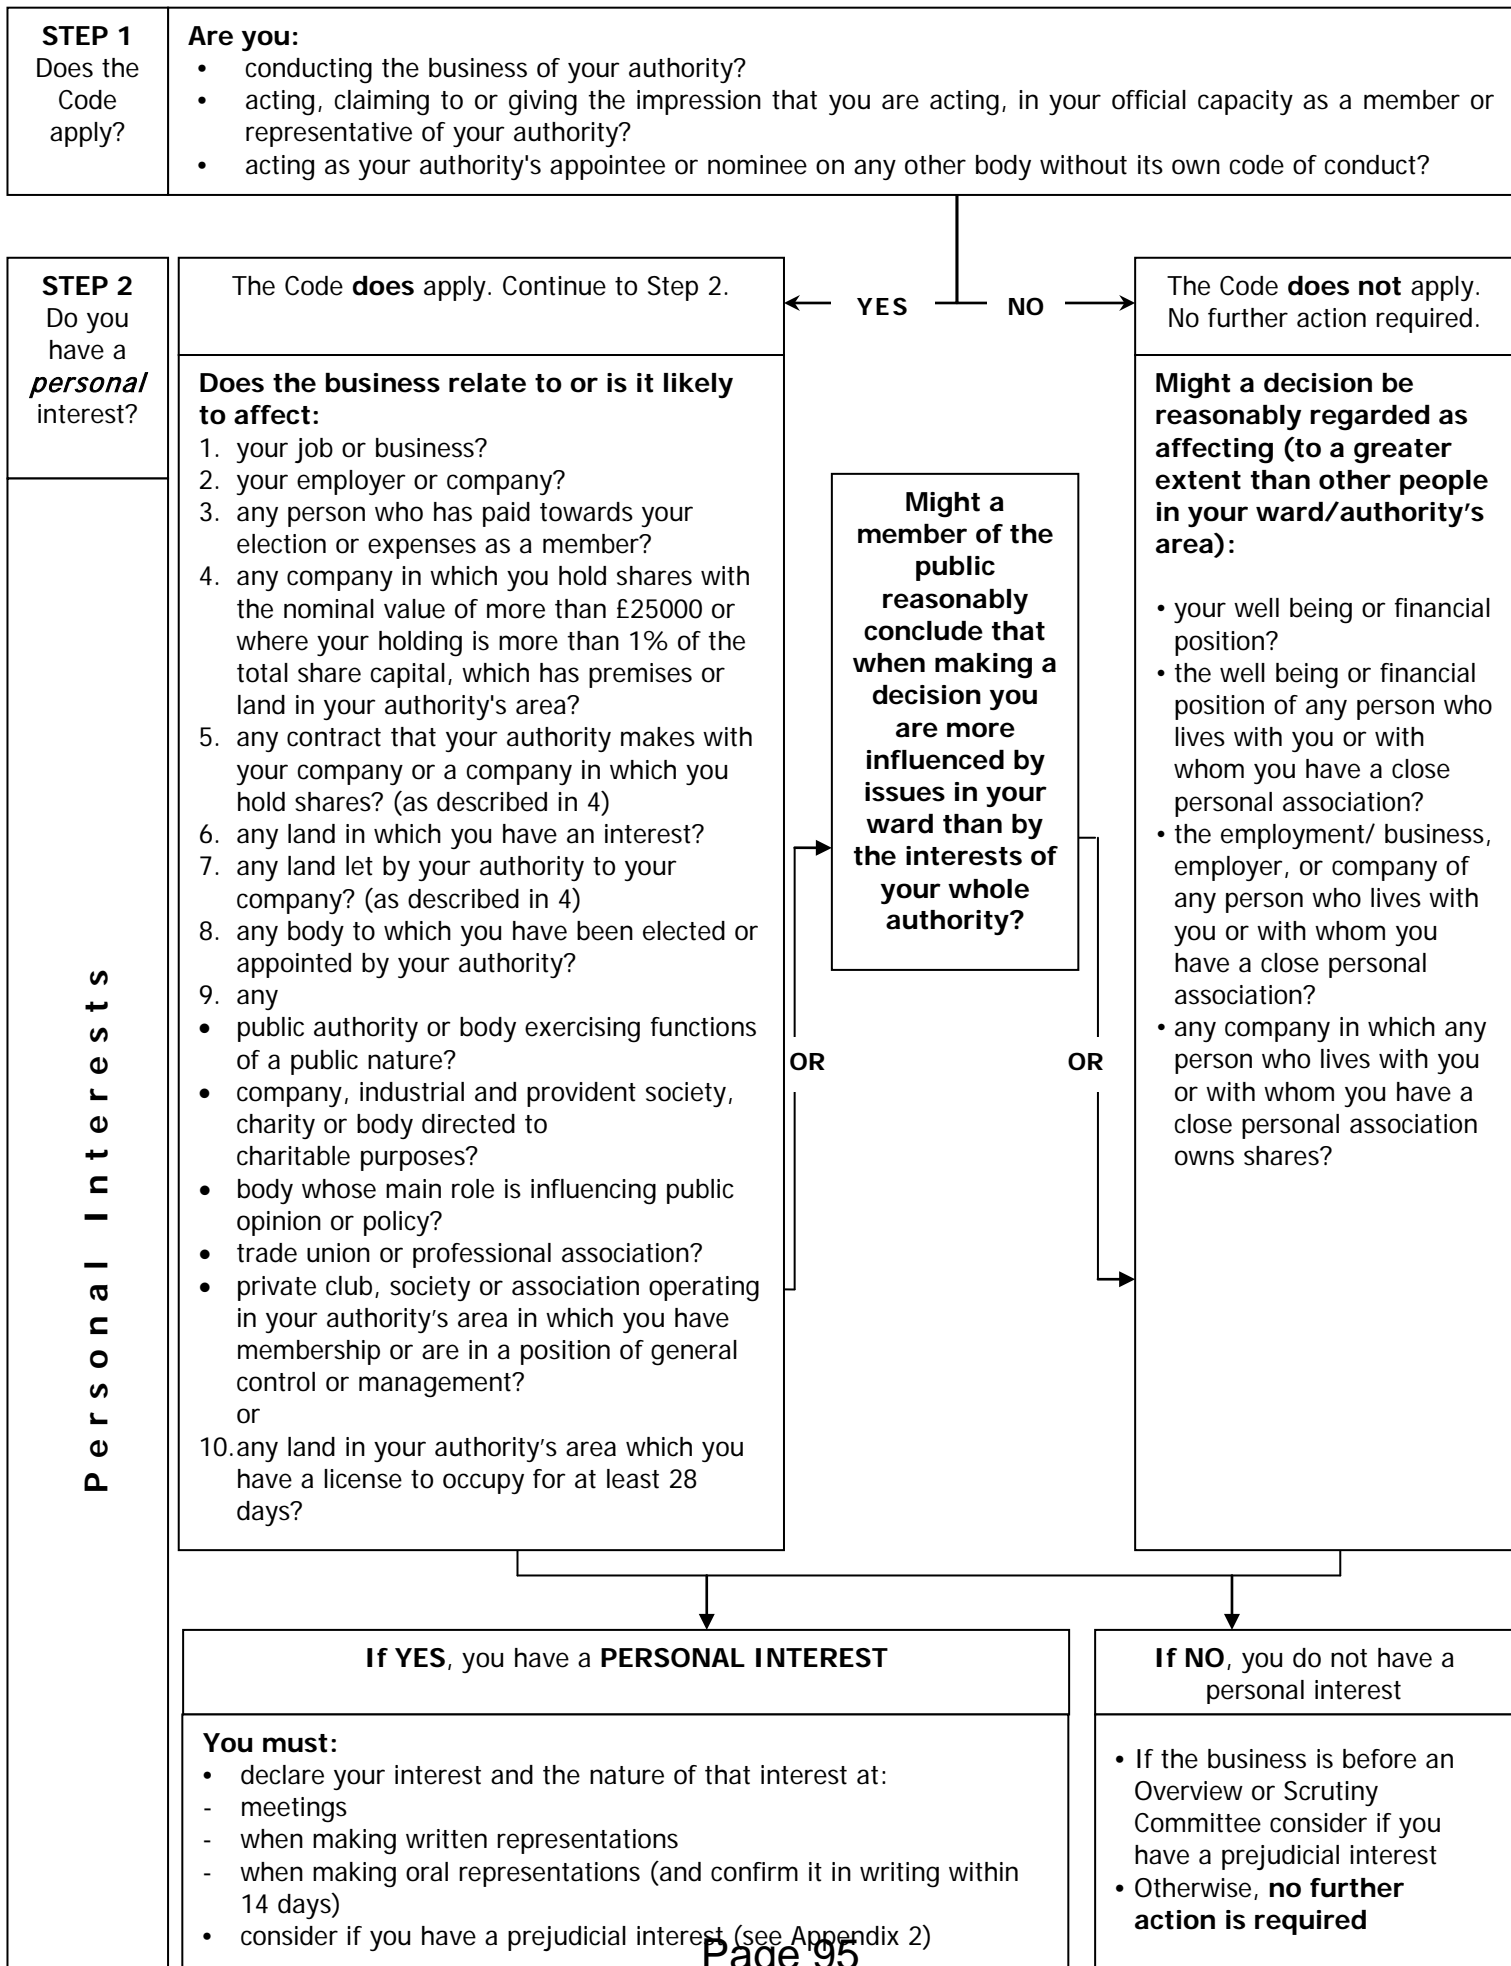 STEP 1
Does the
Code
apply?
Are you:
• conducting the business of your authority?
• acting, claiming to or giving the impression that you are acting, in your official capacity as a member or
representative of your authority?
• acting as your authority's appointee or nominee on any other body without its own code of conduct?
STEP 2
Do you
have a
personal
interest?
The Code does apply. Continue to Step 2.
YES
NO
The Code does not apply.
No further action required.
Personal Interests
Does the business relate to or is it likely
to affect:
1. your job or business?
2. your employer or company?
3. any person who has paid towards your
election or expenses as a member?
4. any company in which you hold shares with
the nominal value of more than £25000 or
where your holding is more than 1% of the
total share capital, which has premises or
land in your authority's area?
5. any contract that your authority makes with
your company or a company in which you
hold shares? (as described in 4)
6. any land in which you have an interest?
7. any land let by your authority to your
company? (as described in 4)
8. any body to which you have been elected or
appointed by your authority?
9. any
• public authority or body exercising functions
of a public nature?
• company, industrial and provident society,
charity or body directed to
charitable purposes?
• body whose main role is influencing public
opinion or policy?
• trade union or professional association?
• private club, society or association operating
in your authority’s area in which you have
membership or are in a position of general
control or management?
or
10. any land in your authority’s area which you
have a license to occupy for at least 28
days?
OR
Might a
member of the
public
reasonably
conclude that
when making a
decision you
are more
influenced by
issues in your
ward than by
the interests of
your whole
authority?
OR
Might a decision be
reasonably regarded as
affecting (to a greater
extent than other people
in your ward/authority’s
area):
• your well being or financial
position?
• the well being or financial
position of any person who
lives with you or with
whom you have a close
personal association?
• the employment/ business,
employer, or company of
any person who lives with
you or with whom you
have a close personal
association?
• any company in which any
person who lives with you
or with whom you have a
close personal association
owns shares?
If YES, you have a PERSONAL INTEREST
You must:
• declare your interest and the nature of that interest at:
- meetings
- when making written representations
- when making oral representations (and confirm it in writing within
14 days)
• consider if you have a prejudicial interest (see Appendix 2)
If NO, you do not have a
personal interest
• If the business is before an
Overview or Scrutiny
Committee consider if you
have a prejudicial interest
• Otherwise, no further
action is required
Page 95